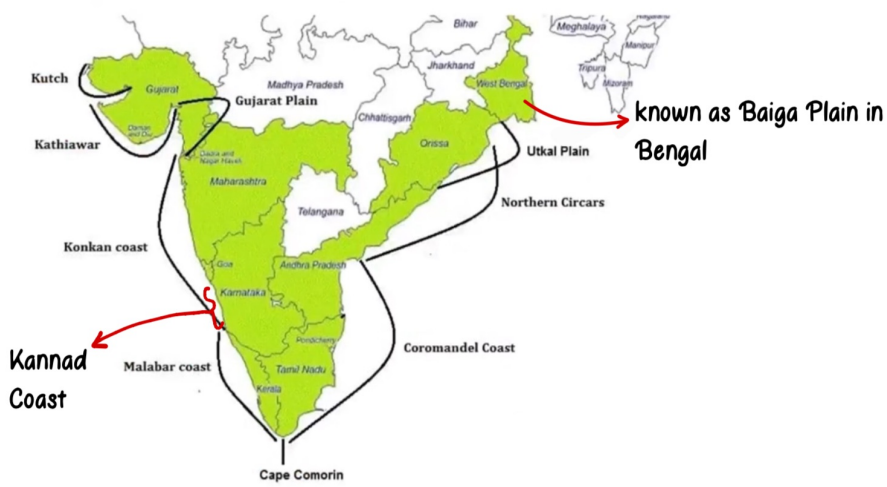 Bihar
Meghalaya
Manipur
Jharkhand
Tripura
Mizoram
Kutch
Gujarat
Madhya Pradesh
West Bengal
Gujarat Plain
known as Baiga Plain in
Bengal
Chhattisgarh
Kathiawar
Daman
and Diu
Orissa
Dadra and
Nagar Haveli
Utkal Plain
Maharashtra
Telangana
Northern Circars
Konkan coast
Goa
Andhra Pradesh
Karnataka
Kannad
Coast
Malabar coast
Pondicherry
Coromandel Coast
Tamil Nadu
Kerala
Cape Comorin